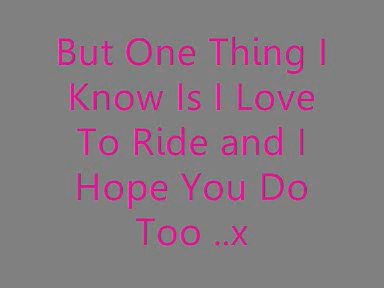 But One Thing I
Know Is I Love
To Ride and I
Hope You Do
Too ..x